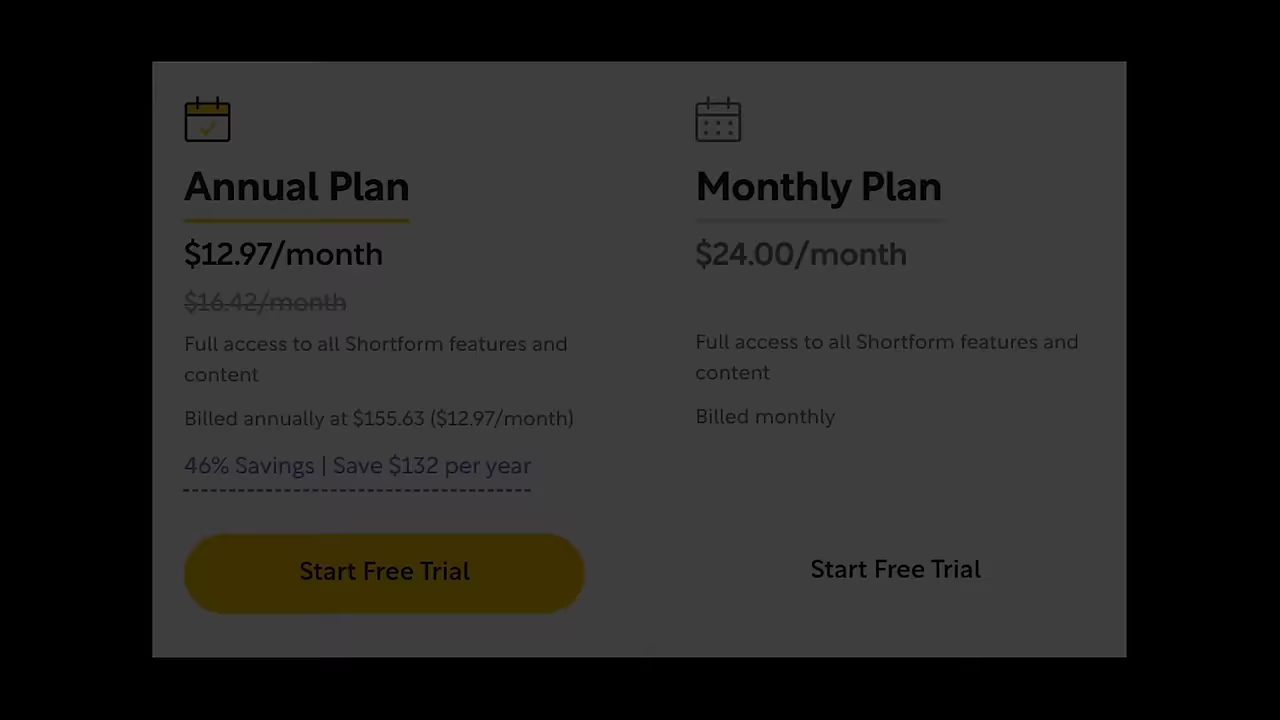 Annual Plan
$12.97/month
$16.42/month
Full access to all Shortform features and
content
Billed annually at $155.63 ($12.97/month)
46% Savings | Save $132 per year
Start Free Trial
Monthly Plan
$24.00/month
Full access to all Shortform features and
content
Billed monthly
Start Free Trial